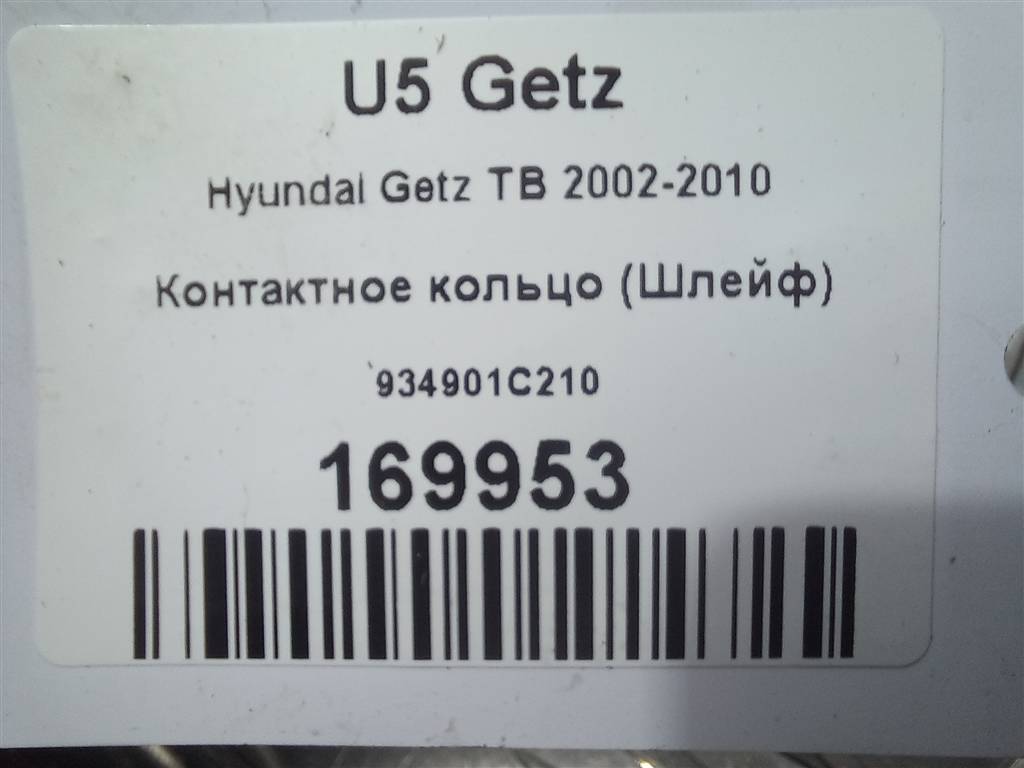 U5 Getz
Hyundai Getz TB 2002-2010
Контактное кольцо (Шлейф)
934901C210
169953